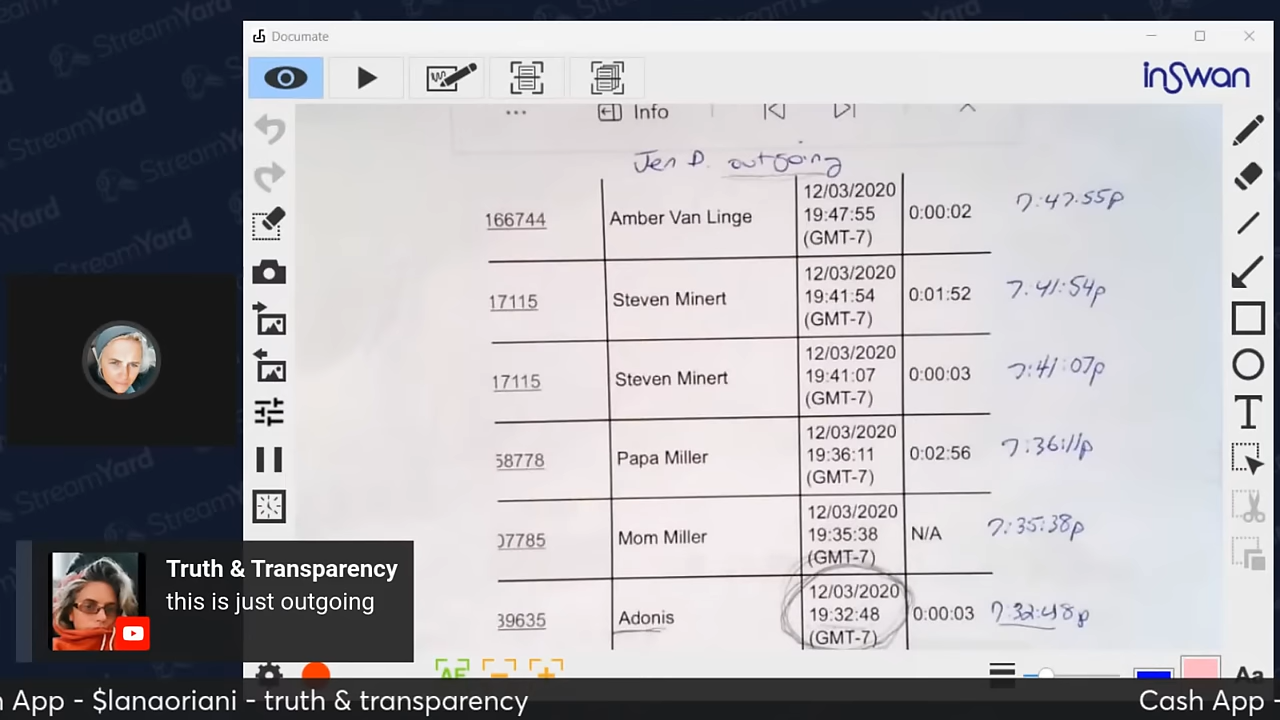 Documate
inSwan
... Info
Jen D. outgoing
166744 Amber Van Linge 12/03/2020 19:47:55 (GMT-7) 0:00:02 7:47:55p
17115 Steven Minert 12/03/2020 19:41:54 (GMT-7) 0:01:52 7:41:54p
17115 Steven Minert 12/03/2020 19:41:07 (GMT-7) 0:00:03 7:41:07p
58778 Papa Miller 12/03/2020 19:36:11 (GMT-7) 0:02:56 7:36:11p
07785 Mom Miller 12/03/2020 19:35:38 (GMT-7) N/A 7:35:38p
39635 Adonis 12/03/2020 19:32:48 (GMT-7) 0:00:03 7:32:48p
Truth & Transparency
this is just outgoing
AF
T
Aa
StreamYard
h App - $lanaoriani - truth & transparency
Cash App -